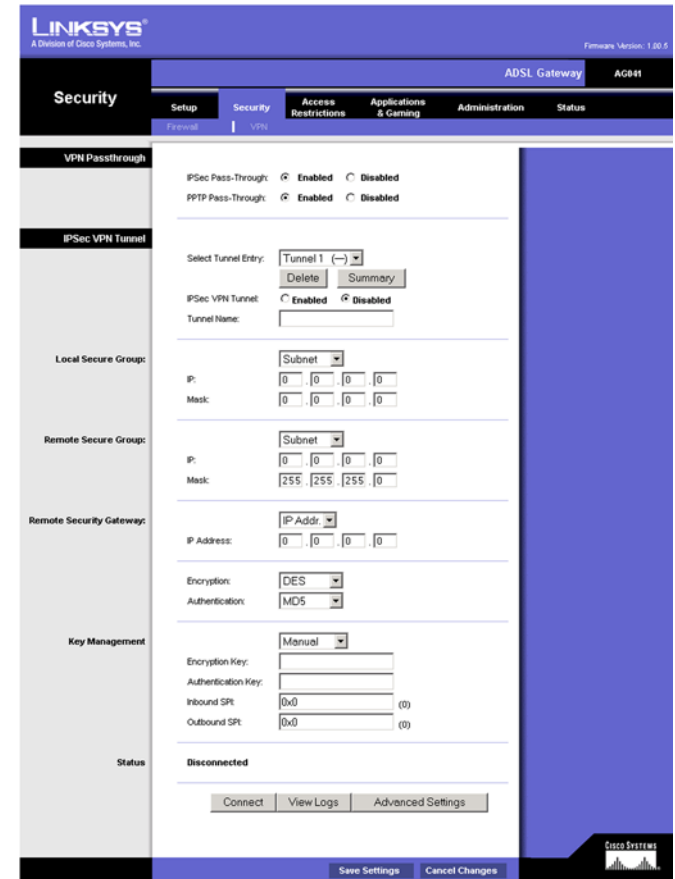 LINKSYS®
A Division of Cisco Systems, Inc.
Firmware Version: 1.00.5
ADSL Gateway AG041
Security
Setup Security Access Restrictions Applications & Gaming Administration Status
Firewall VPN
VPN Passthrough
IPSec Pass-Through: Enabled Disabled
PPTP Pass-Through: Enabled Disabled
IPSec VPN Tunnel
Select Tunnel Entry: Tunnel 1 (—)
Delete Summary
IPSec VPN Tunnel: Enabled Disabled
Tunnel Name:
Local Secure Group: Subnet
IP: 0 . 0 . 0 . 0
Mask: 0 . 0 . 0 . 0
Remote Secure Group: Subnet
IP: 0 . 0 . 0 . 0
Mask: 255 . 255 . 255 . 0
Remote Security Gateway: IP Addr.
IP Address: 0 . 0 . 0 . 0
Encryption: DES
Authentication: MD5
Key Management Manual
Encryption Key:
Authentication Key:
Inbound SPI: 0x0 (0)
Outbound SPI: 0x0 (0)
Status Disconnected
Connect View Logs Advanced Settings
CISCO SYSTEMS
Save Settings Cancel Changes